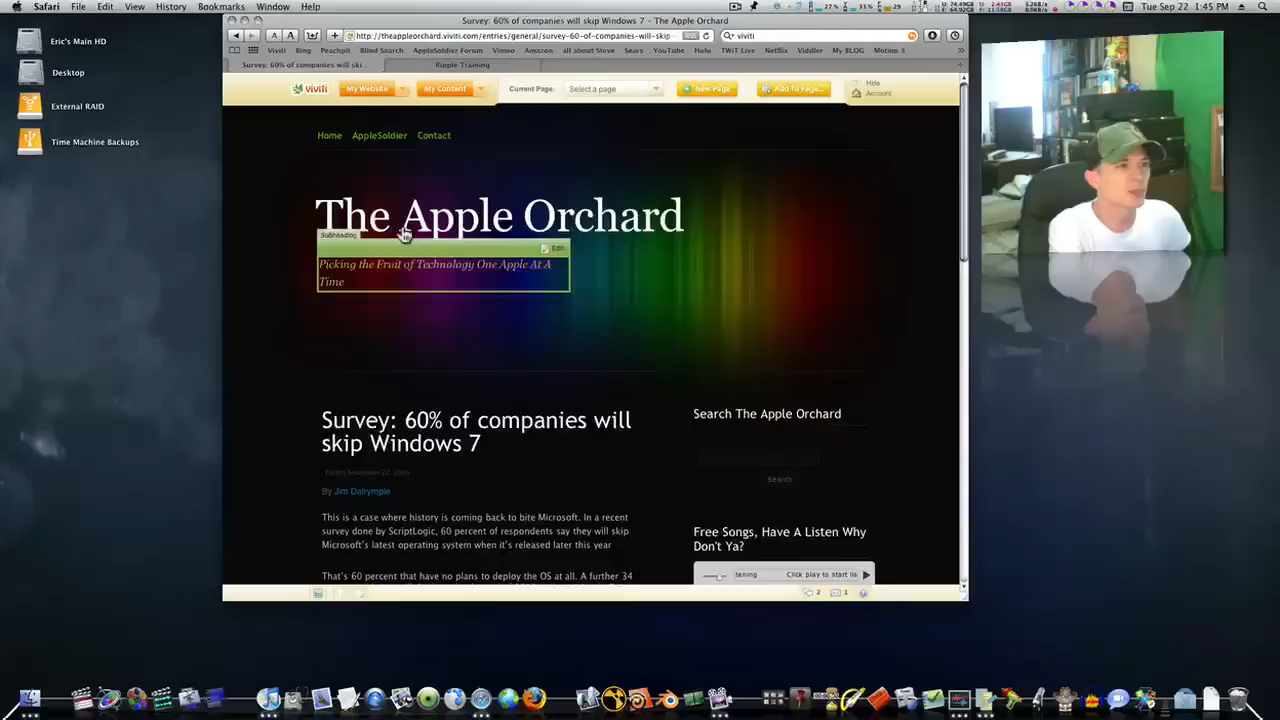 Safari File Edit View History Bookmarks Window Help
27% 33% 29 Tue Sep 22 1:45 PM
Eric's Main HD
Desktop
External RAID
Time Machine Backups
Survey: 60% of companies will skip Windows 7 – The Apple Orchard
http://theappleorchard.viviti.com/entries/general/survey-60-of-companies-will-skip- RSS viviti
Viviti Bing Peachpit Blind Search AppleSoldier Forum Vimeo Amazon all about Steve Sears YouTube Hulu TWiT Live Netflix Viddler My BLOG Motion 3
Survey: 60% of companies will ski... Ripple Training
viviti My Website My Content Current Page: Select a page New Page Add To Page... Hide
Account
Home AppleSoldier Contact
The Apple Orchard
Subheading
Edit
Picking the Fruit of Technology One Apple At A
Time
Survey: 60% of companies will
skip Windows 7
By Jim Dalrymple
This is a case where history is coming back to bite Microsoft. In a recent
survey done by ScriptLogic, 60 percent of respondents say they will skip
Microsoft's latest operating system when it's released later this year
That's 60 percent that have no plans to deploy the OS at all. A further 34
Search The Apple Orchard
Search
Free Songs, Have A Listen Why
Don't Ya?
tening Click play to start lis
2 1